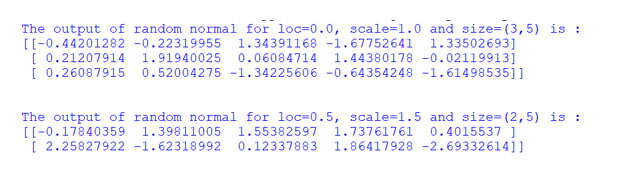 The output of random normal for loc=0.0, scale=1.0 and size=(3,5) is :
[[-0.44201282 -0.22319955  1.34391168 -1.67752641  1.33502693]
 [ 0.21207914  1.91940025  0.06084714  1.44380178 -0.02119913]
 [ 0.26087915  0.52004275 -1.34225606 -0.64354248 -1.61498535]]
The output of random normal for loc=0.5, scale=1.5 and size=(2,5) is :
[[-0.17840359  1.39811005  1.55382597  1.73761761  0.4015537 ]
 [ 2.25827922 -1.62318992  0.12337883  1.86417928 -2.69332614]]